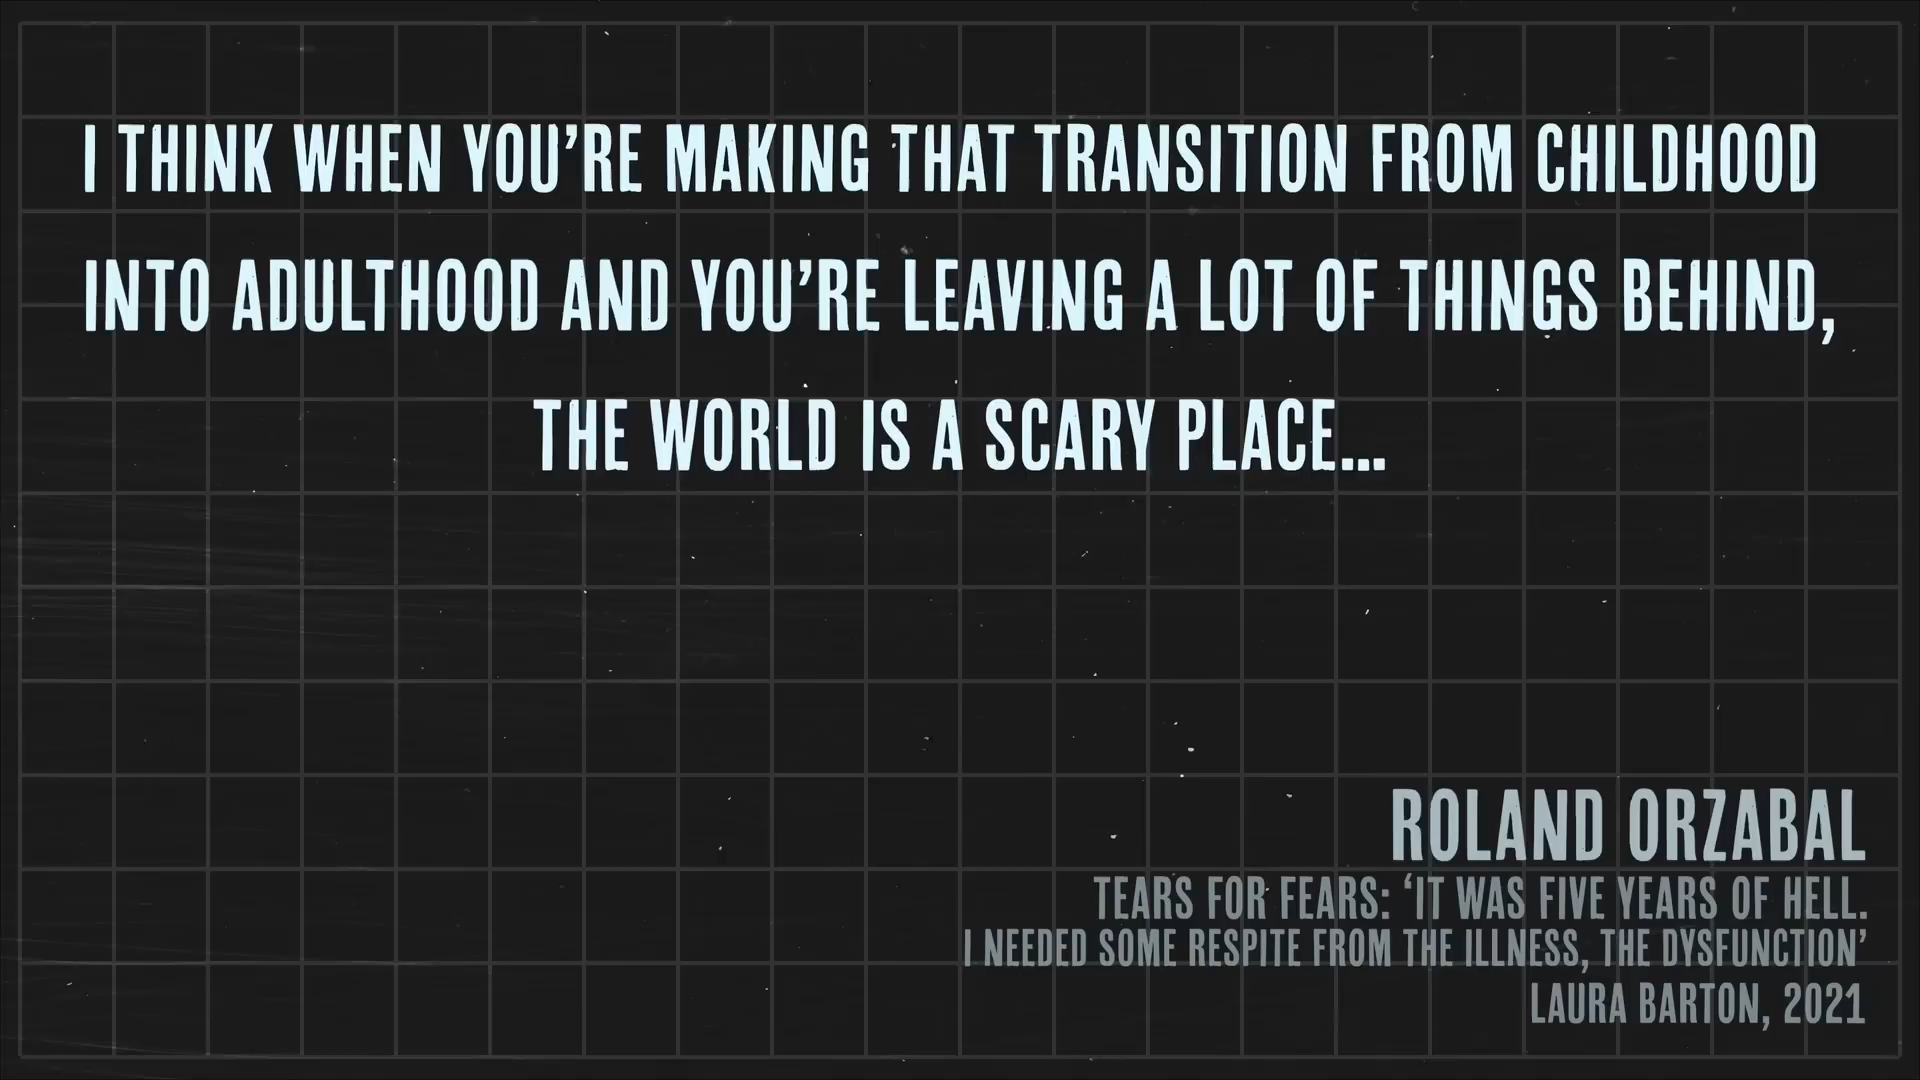 I THINK WHEN YOU’RE MAKING THAT TRANSITION FROM CHILDHOOD
INTO ADULTHOOD AND YOU’RE LEAVING A LOT OF THINGS BEHIND,
THE WORLD IS A SCARY PLACE...
ROLAND ORZABAL
TEARS FOR FEARS: ‘IT WAS FIVE YEARS OF HELL.
I NEEDED SOME RESPITE FROM THE ILLNESS, THE DYSFUNCTION’
LAURA BARTON, 2021